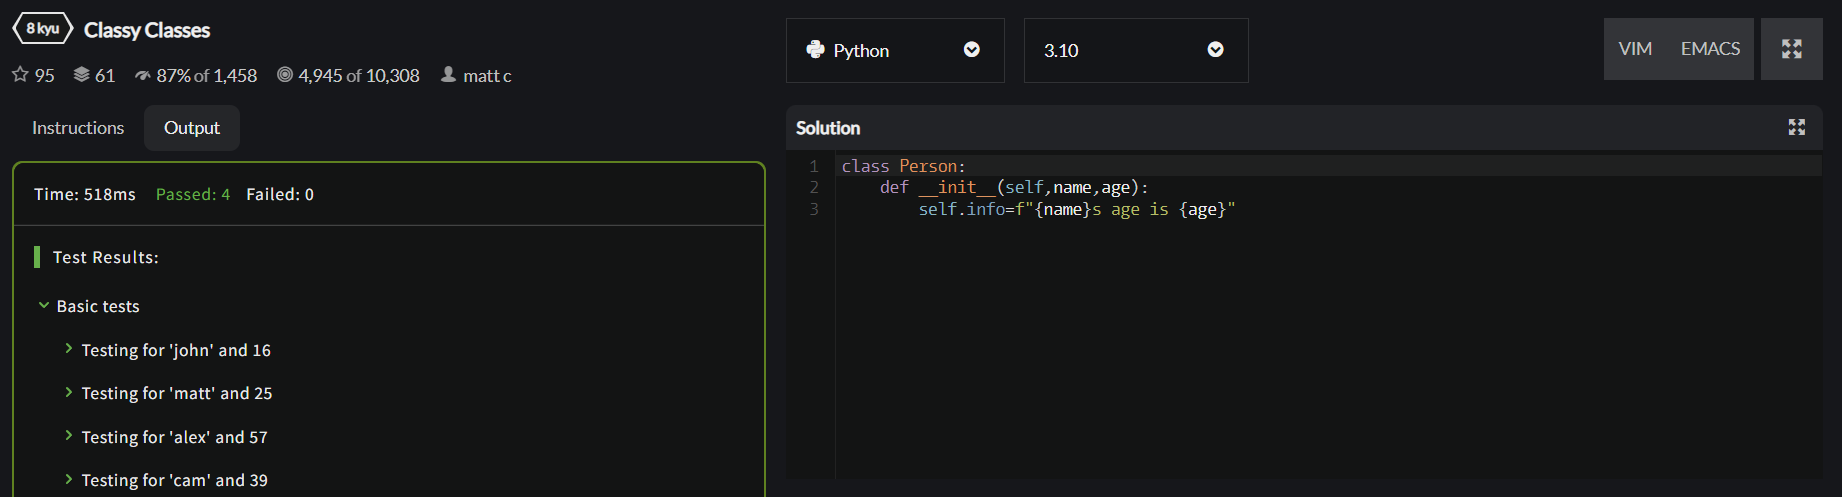 8 kyu Classy Classes
95 61 87% of 1,458 4,945 of 10,308 matt c
Instructions Output
Time: 518ms Passed: 4 Failed: 0
Test Results:
Basic tests
Testing for 'john' and 16
Testing for 'matt' and 25
Testing for 'alex' and 57
Testing for 'cam' and 39
Python 3.10 VIM EMACS
Solution
1 class Person:
2     def __init__(self,name,age):
3         self.info=f"{name}s age is {age}"